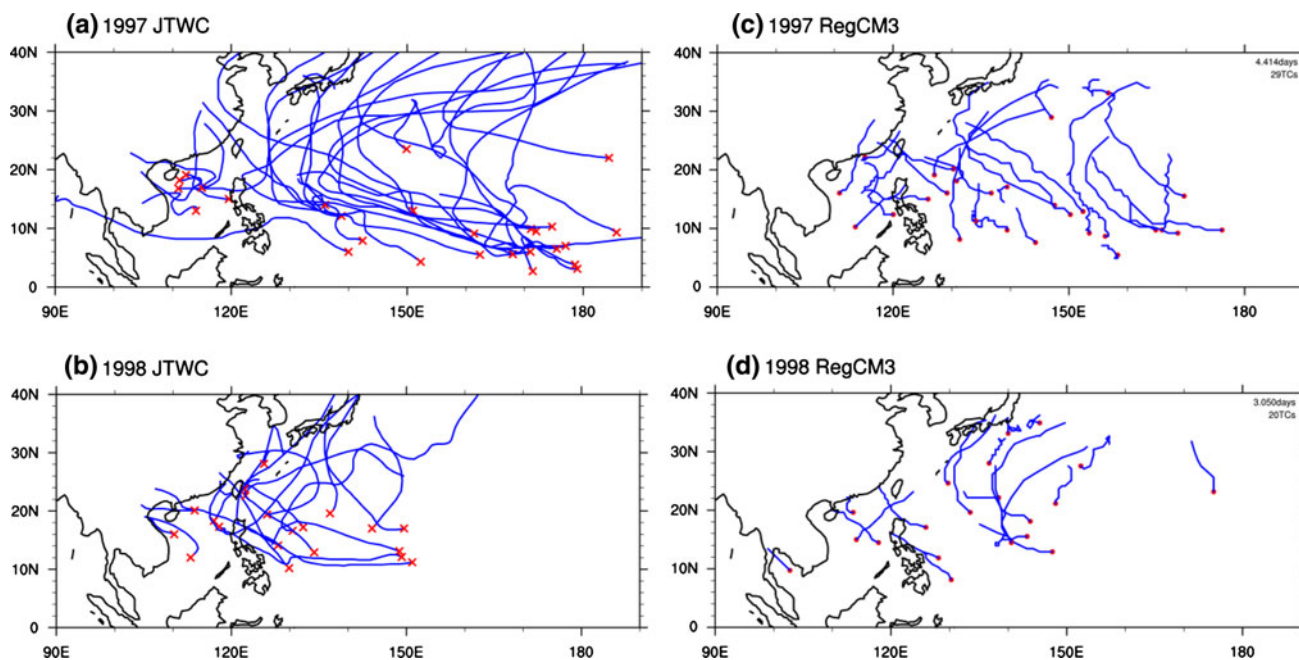 (a) 1997 JTWC
40N
30N
20N
10N
0
90E 120E 150E 180
(c) 1997 RegCM3
4.414days
29TCs
40N
30N
20N
10N
0
90E 120E 150E 180
(b) 1998 JTWC
40N
30N
20N
10N
0
90E 120E 150E 180
(d) 1998 RegCM3
3.050days
20TCs
40N
30N
20N
10N
0
90E 120E 150E 180